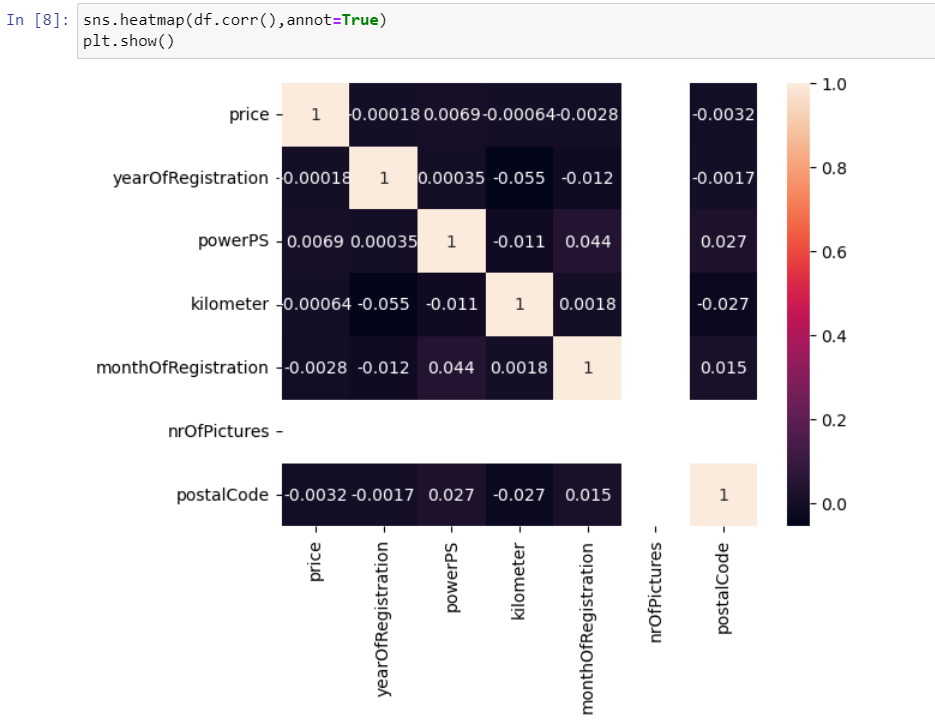 In [8]: sns.heatmap(df.corr(),annot=True)
plt.show()
1.0
price 1 -0.00018 0.0069 -0.00064 -0.0028 -0.0032
0.8
yearOfRegistration -0.00018 1 0.00035 -0.055 -0.012 -0.0017
powerPS 0.0069 0.00035 1 -0.011 0.044 0.027
0.6
kilometer -0.00064 -0.055 -0.011 1 0.0018 -0.027
0.4
monthOfRegistration -0.0028 -0.012 0.044 0.0018 1 0.015
0.2
nrOfPictures
postalCode -0.0032 -0.0017 0.027 -0.027 0.015 1
0.0
price
yearOfRegistration
powerPS
kilometer
monthOfRegistration
nrOfPictures
postalCode